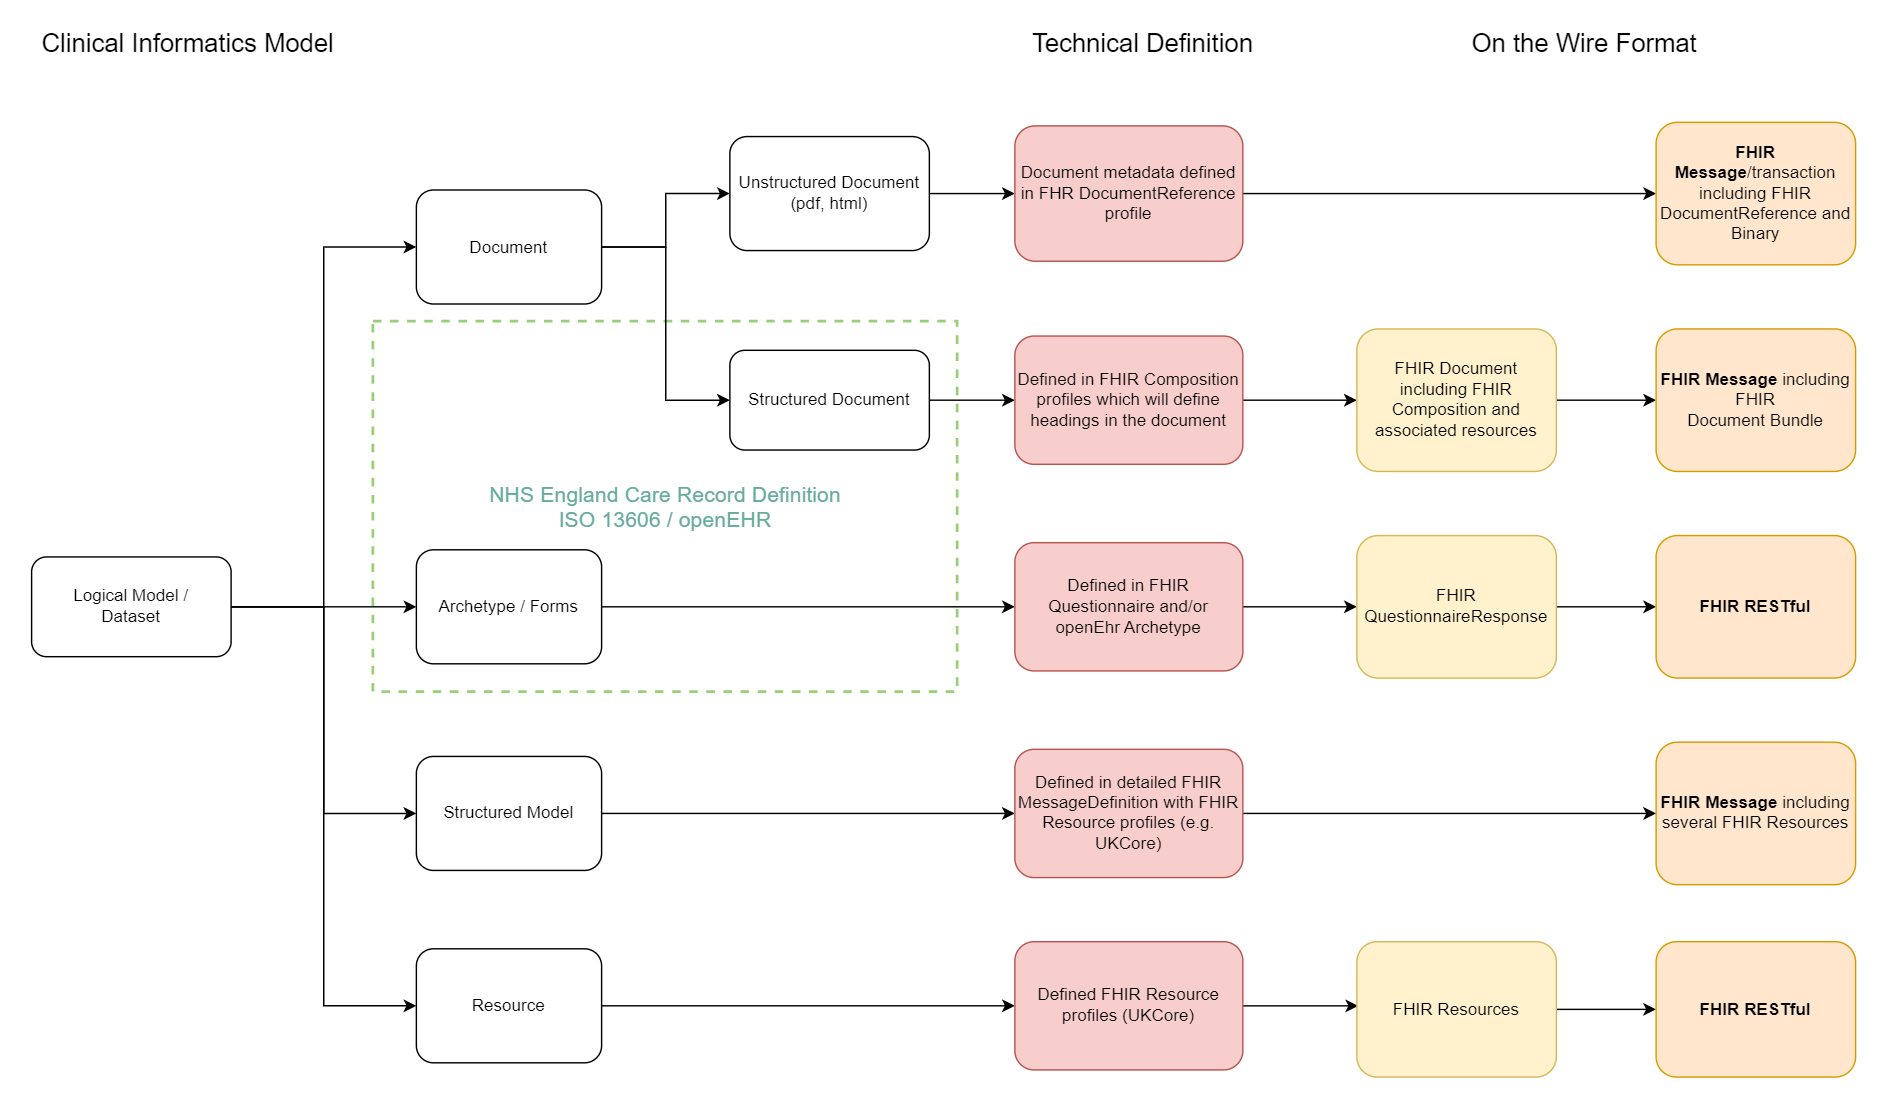 Clinical Informatics Model
Technical Definition
On the Wire Format
Unstructured Document
(pdf, html)
Document metadata defined
in FHR DocumentReference
profile
FHIR
Message/transaction
including FHIR
DocumentReference and
Binary
Document
Structured Document
Defined in FHIR Composition
profiles which will define
headings in the document
FHIR Document
including FHIR
Composition and
associated resources
FHIR Message including
FHIR
Document Bundle
NHS England Care Record Definition
ISO 13606 / openEHR
Logical Model /
Dataset
Archetype / Forms
Defined in FHIR
Questionnaire and/or
openEhr Archetype
FHIR
QuestionnaireResponse
FHIR RESTful
Structured Model
Defined in detailed FHIR
MessageDefinition with FHIR
Resource profiles (e.g.
UKCore)
FHIR Message including
several FHIR Resources
Resource
Defined FHIR Resource
profiles (UKCore)
FHIR Resources
FHIR RESTful